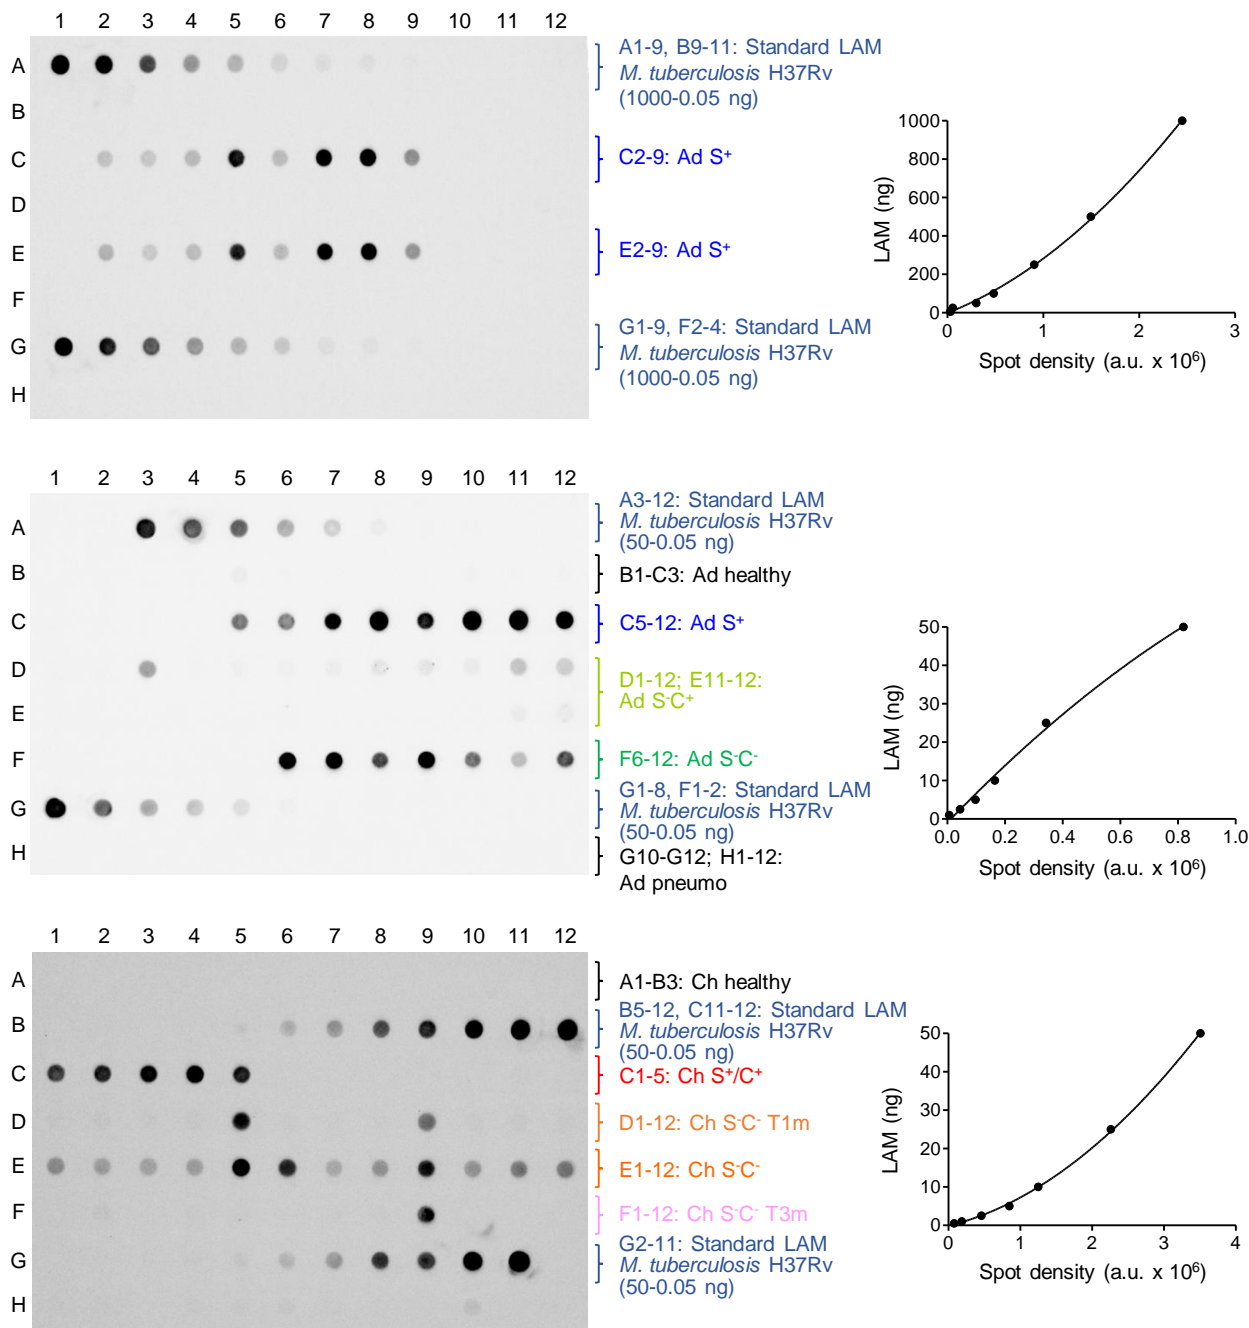 1 2 3 4 5 6 7 8 9 10 11 12
A
B
C
D
E
F
G
H
A1-9, B9-11: Standard LAM
M. tuberculosis H37Rv
(1000-0.05 ng)
C2-9: Ad S⁺
E2-9: Ad S⁺
G1-9, F2-4: Standard LAM
M. tuberculosis H37Rv
(1000-0.05 ng)
LAM (ng)
1000
800
600
400
200
0
0 1 2 3
Spot density (a.u. x 10⁶)
1 2 3 4 5 6 7 8 9 10 11 12
A
B
C
D
E
F
G
H
A3-12: Standard LAM
M. tuberculosis H37Rv
(50-0.05 ng)
B1-C3: Ad healthy
C5-12: Ad S⁺
D1-12; E11-12:
Ad S⁻C⁺
F6-12: Ad S⁻C⁻
G1-8, F1-2: Standard LAM
M. tuberculosis H37Rv
(50-0.05 ng)
G10-G12; H1-12:
Ad pneumo
LAM (ng)
50
40
30
20
10
0
0.0 0.2 0.4 0.6 0.8 1.0
Spot density (a.u. x 10⁶)
1 2 3 4 5 6 7 8 9 10 11 12
A
B
C
D
E
F
G
H
A1-B3: Ch healthy
B5-12, C11-12: Standard LAM
M. tuberculosis H37Rv
(50-0.05 ng)
C1-5: Ch S⁺/C⁺
D1-12: Ch S⁻C⁻ T1m
E1-12: Ch S⁻C⁻
F1-12: Ch S⁻C⁻ T3m
G2-11: Standard LAM
M. tuberculosis H37Rv
(50-0.05 ng)
LAM (ng)
50
40
30
20
10
0
0 1 2 3 4
Spot density (a.u. x 10⁶)